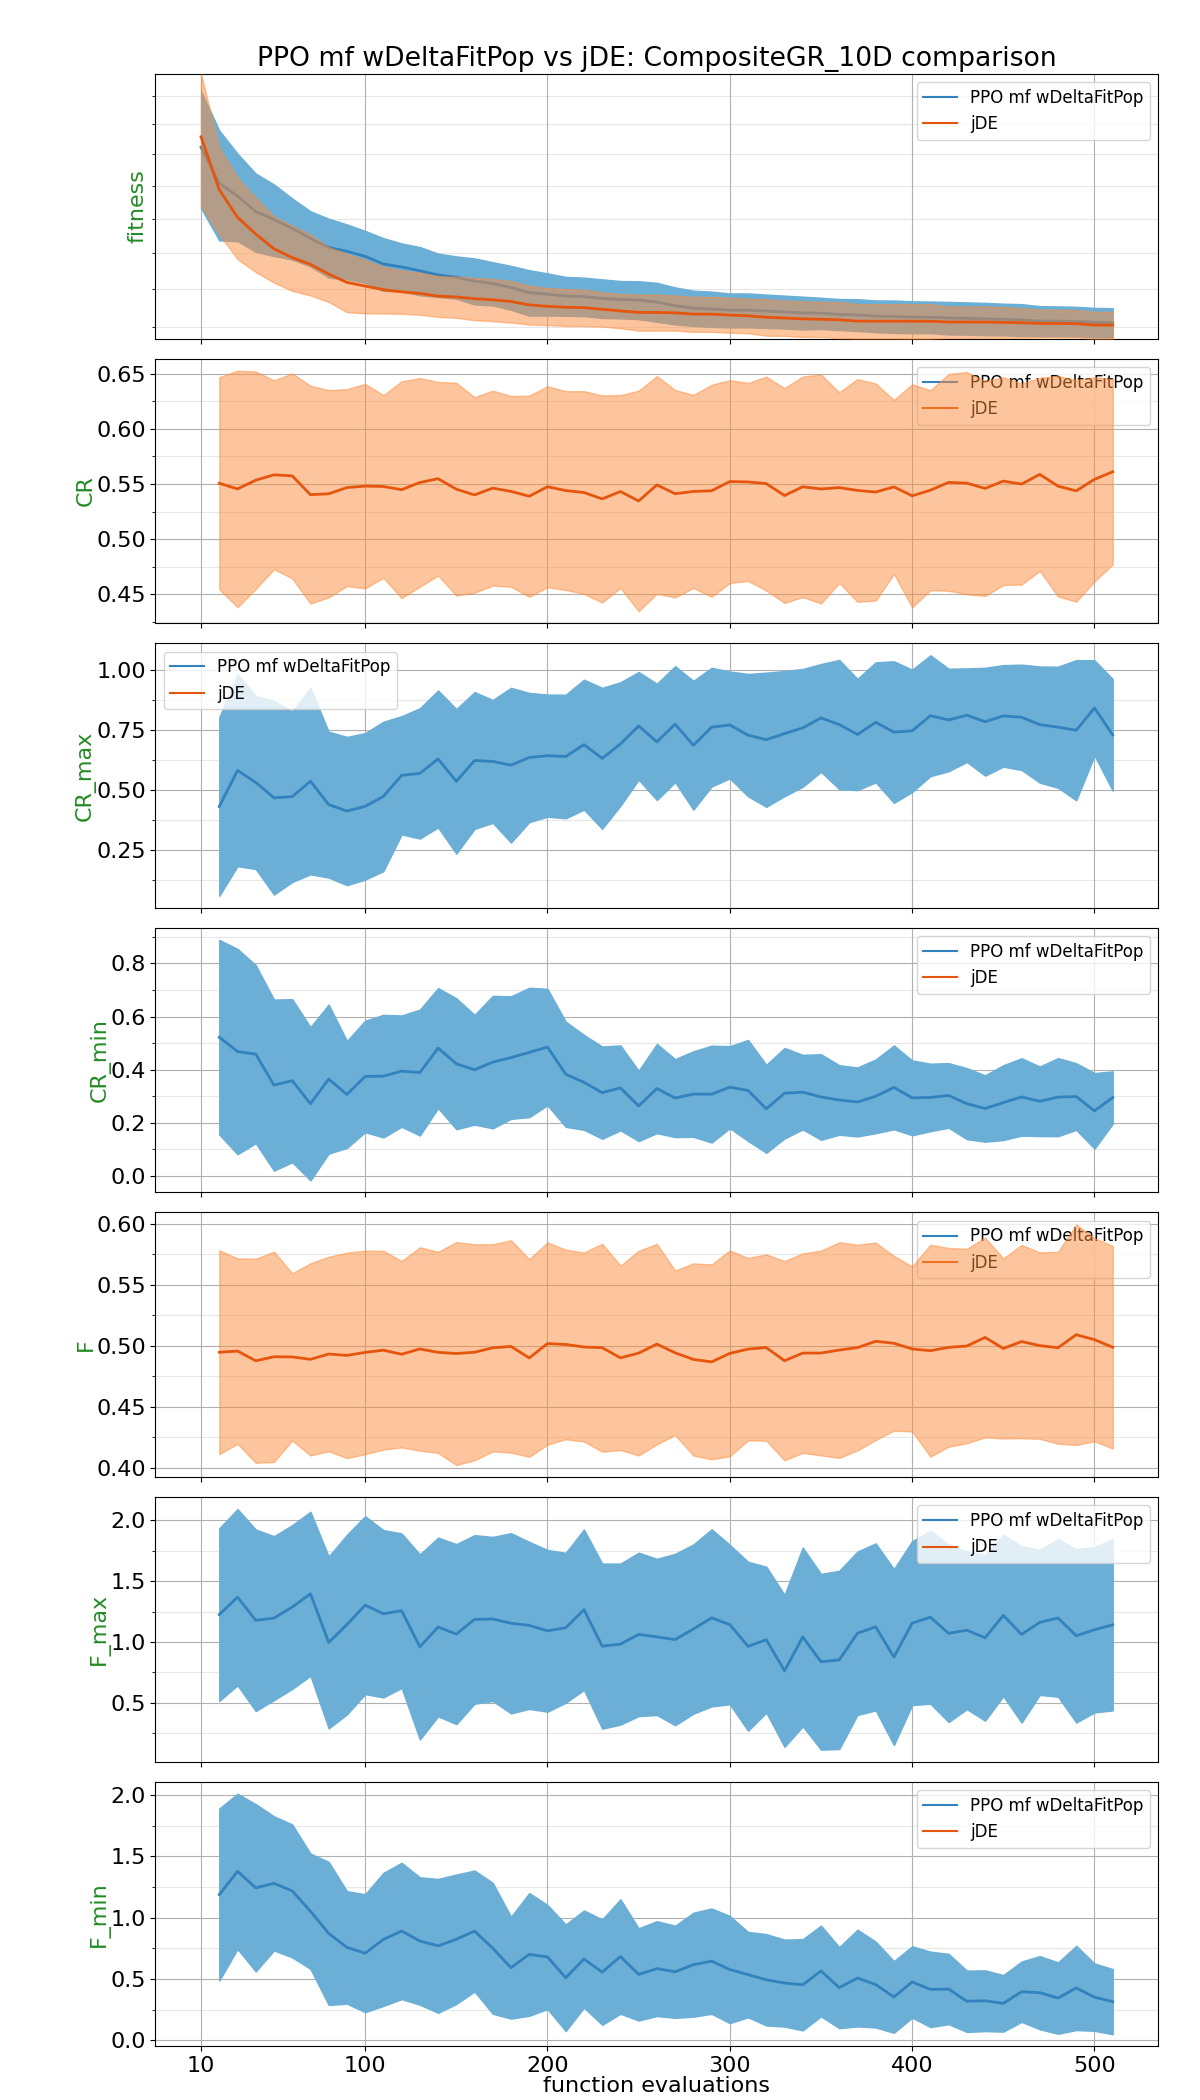 PPO mf wDeltaFitPop vs jDE: CompositeGR_10D comparison
fitness
PPO mf wDeltaFitPop
jDE
CR
0.65
0.60
0.55
0.50
0.45
PPO mf wDeltaFitPop
jDE
CR_max
1.00
0.75
0.50
0.25
PPO mf wDeltaFitPop
jDE
CR_min
0.8
0.6
0.4
0.2
0.0
PPO mf wDeltaFitPop
jDE
F
0.60
0.55
0.50
0.45
0.40
PPO mf wDeltaFitPop
jDE
F_max
2.0
1.5
1.0
0.5
PPO mf wDeltaFitPop
jDE
F_min
2.0
1.5
1.0
0.5
0.0
PPO mf wDeltaFitPop
jDE
10 100 200 300 400 500
function evaluations